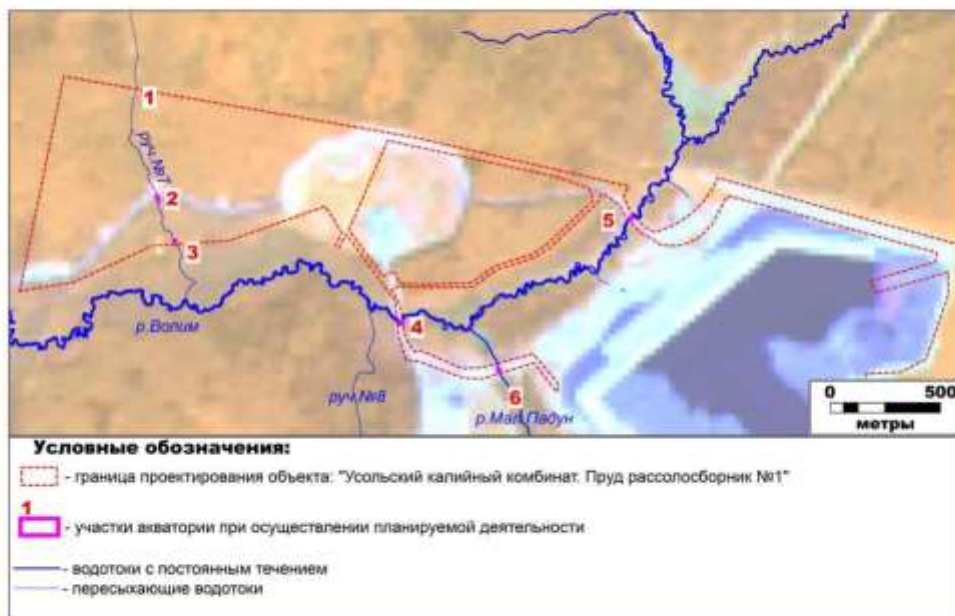 1
руч.№7
2
3
5
р.Волим
4
руч.№8
6
р.Мал.Падун
0 500
метры
Условные обозначения:
- граница проектирования объекта: "Усольский калийный комбинат. Пруд рассолосборник №1"
1
- участки акватории при осуществлении планируемой деятельности
- водотоки с постоянным течением
- пересыхающие водотоки